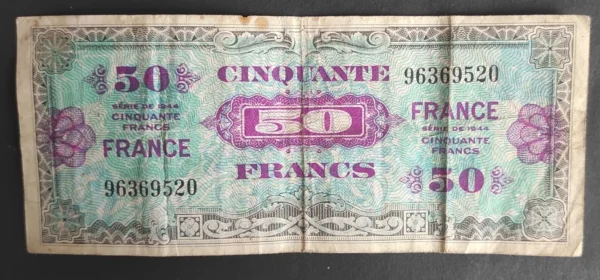 50
SÉRIE DE 1944
CINQUANTE
FRANCS
FRANCE
96369520
CINQUANTE
50
FRANCS
96369520
FRANCE
SÉRIE DE 1944
CINQUANTE
FRANCS
50